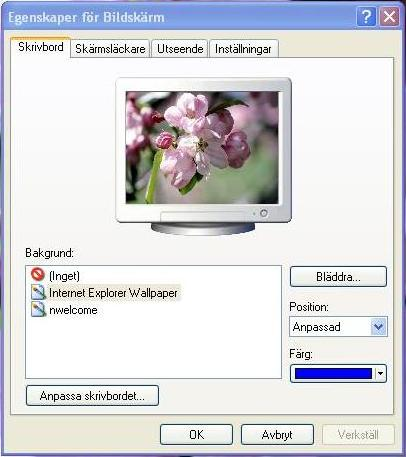 Egenskaper för Bildskärm
Skrivbord Skärmsläckare Utseende Inställningar
Bakgrund:
(Inget)
Internet Explorer Wallpaper
nwelcome
Bläddra...
Position:
Anpassad
Färg:
Anpassa skrivbordet...
OK Avbryt Verkställ